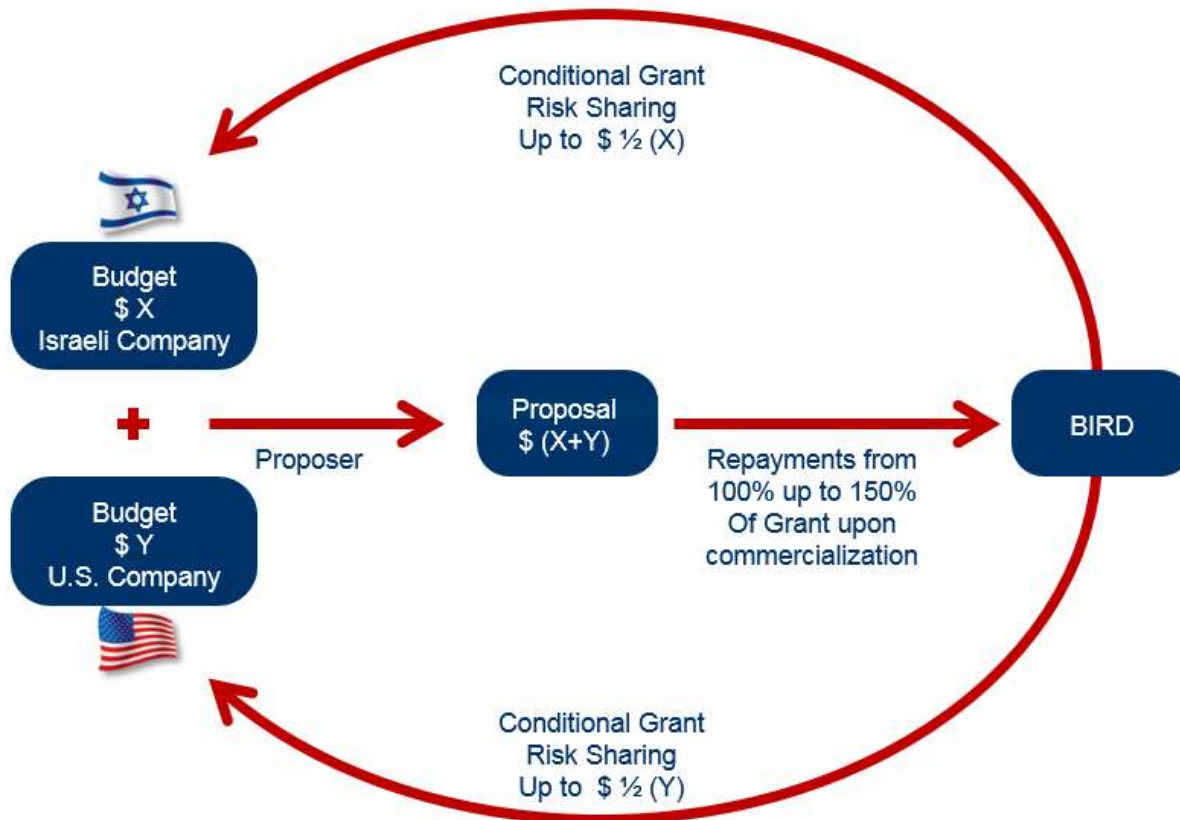 Conditional Grant
Risk Sharing
Up to $ ½ (X)
Budget
$ X
Israeli Company
Proposer
Proposal
$ (X+Y)
Repayments from
100% up to 150%
Of Grant upon
commercialization
BIRD
Budget
$ Y
U.S. Company
Conditional Grant
Risk Sharing
Up to $ ½ (Y)